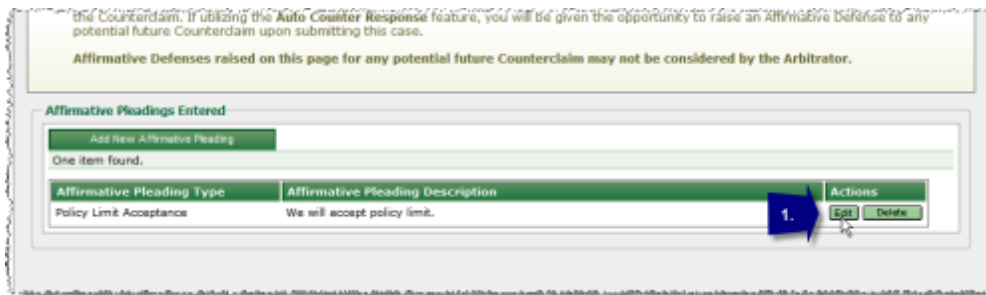 the Counterclaim. If utilizing the Auto Counter Response feature, you will be given the opportunity to raise an Affirmative Defense to any
potential future Counterclaim upon submitting this case.
Affirmative Defenses raised on this page for any potential future Counterclaim may not be considered by the Arbitrator.
Affirmative Pleadings Entered
Add New Affirmative Pleading
One item found.
Affirmative Pleading Type Affirmative Pleading Description Actions
Policy Limit Acceptance We will accept policy limit. 1. Edit Delete